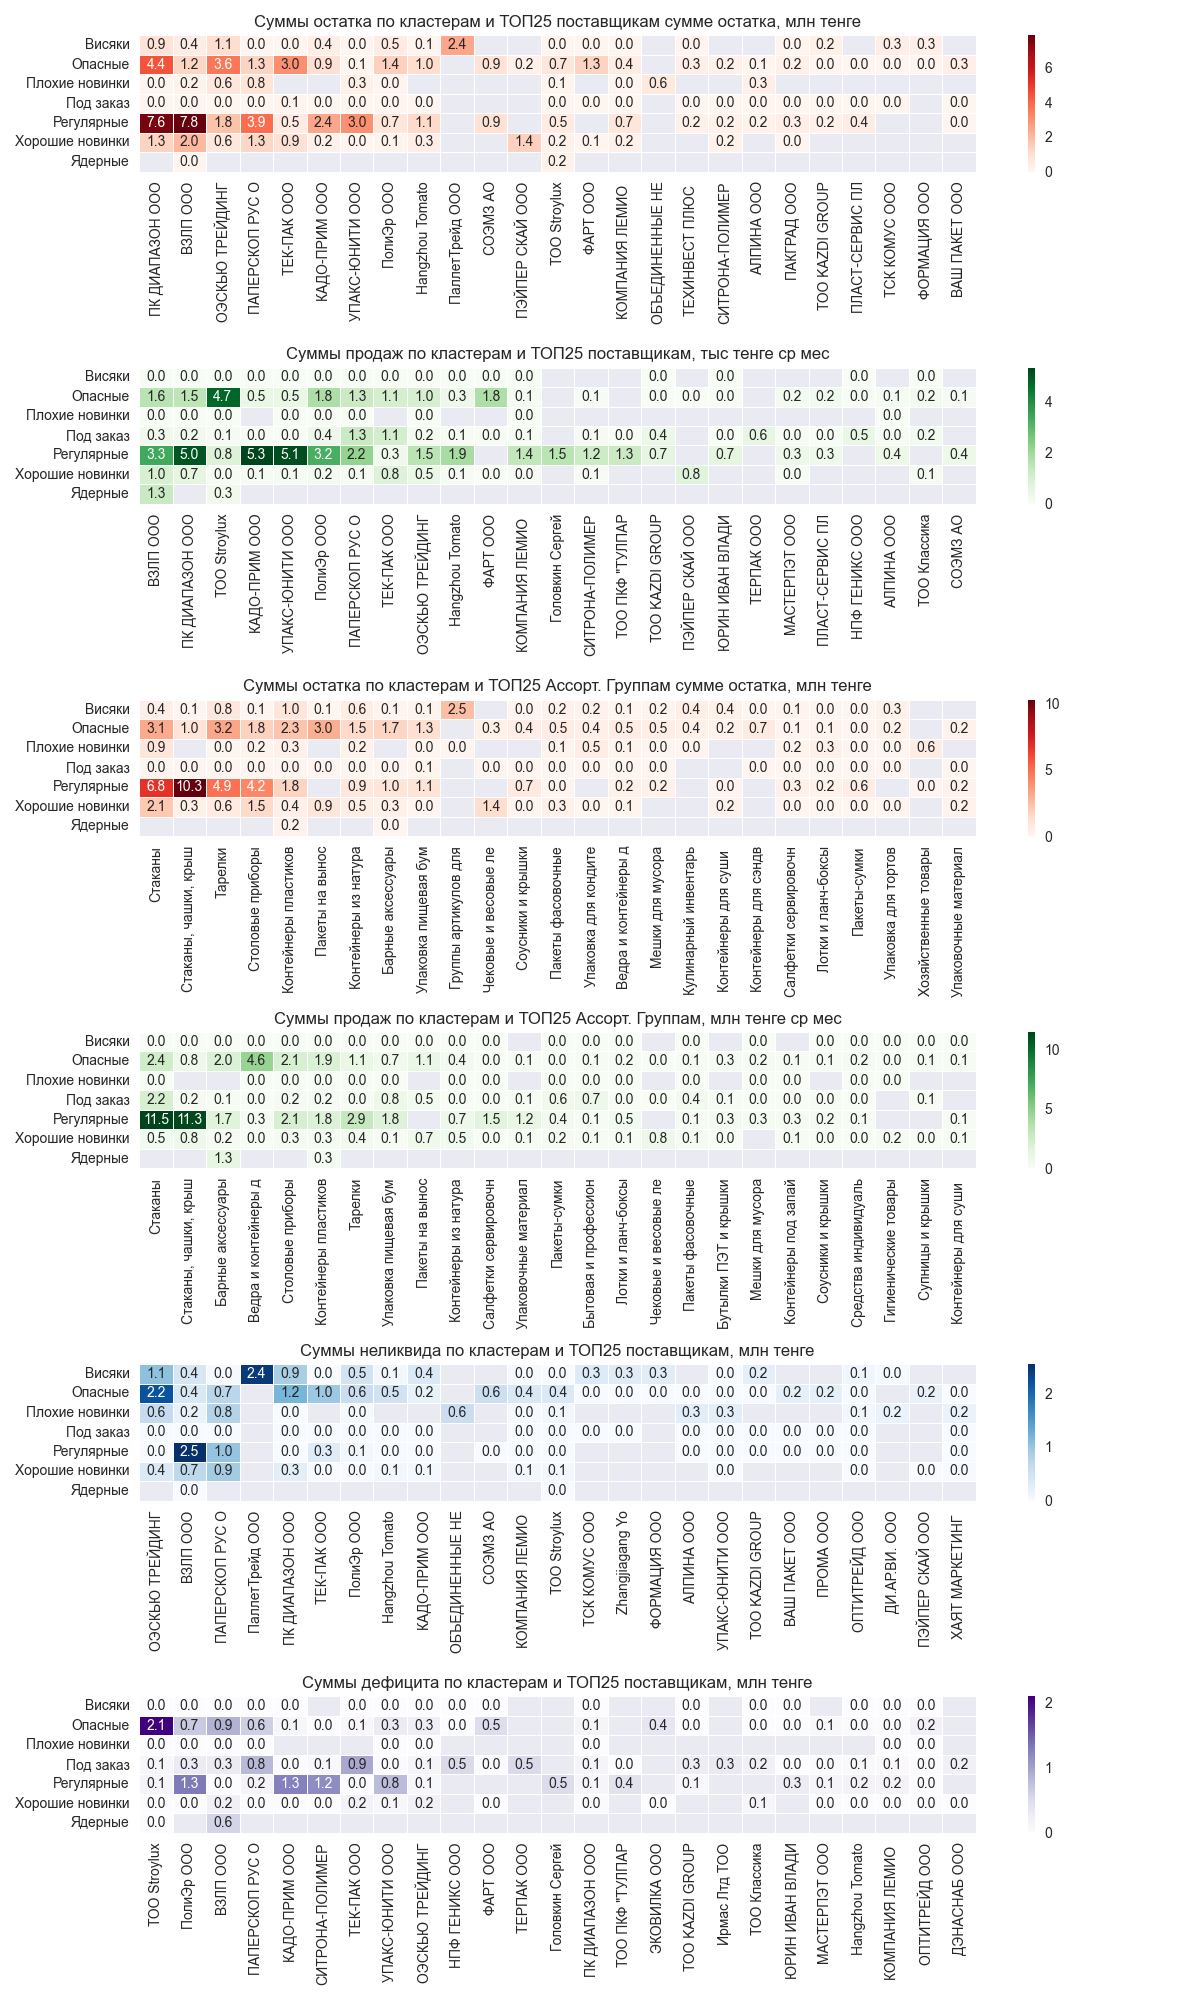 Суммы остатка по кластерам и ТОП25 поставщикам сумме остатка, млн тенге
Висяки 0.9 0.4 1.1 0.0 0.0 0.4 0.0 0.5 0.1 2.4 0.0 0.0 0.0 0.0 0.0 0.2 0.3 0.3
Опасные 4.4 1.2 3.6 1.3 3.0 0.9 0.1 1.4 1.0 0.9 0.2 0.7 1.3 0.4 0.3 0.2 0.1 0.2 0.0 0.0 0.0 0.0 0.3
Плохие новинки 0.0 0.2 0.6 0.8 0.3 0.0 0.1 0.0 0.6 0.3
Под заказ 0.0 0.0 0.0 0.0 0.1 0.0 0.0 0.0 0.0 0.0 0.0 0.0 0.0 0.0 0.0 0.0 0.0 0.0 0.0 0.0
Регулярные 7.6 7.8 1.8 3.9 0.5 2.4 3.0 0.7 1.1 0.9 0.5 0.7 0.2 0.2 0.2 0.3 0.2 0.4 0.0
Хорошие новинки 1.3 2.0 0.6 1.3 0.9 0.2 0.0 0.1 0.3 1.4 0.2 0.1 0.2 0.2 0.0
Ядерные 0.0 0.2
6
4
2
0
ПК ДИАПАЗОН ООО
ВЗЛП ООО
ОЭСКЬЮ ТРЕЙДИНГ
ПАПЕРСКОП РУС О
ТЕК-ПАК ООО
КАДО-ПРИМ ООО
УПАКС-ЮНИТИ ООО
ПолиЭр ООО
Hangzhou Tomato
ПаллетТрейд ООО
СОЭМЗ АО
ПЭЙПЕР СКАЙ ООО
ТОО Stroylux
ФАРТ ООО
КОМПАНИЯ ЛЕМИО
ОБЪЕДИНЕННЫЕ НЕ
ТЕХИНВЕСТ ПЛЮС
СИТРОНА-ПОЛИМЕР
АЛПИНА ООО
ПАКГРАД ООО
ТОО KAZDI GROUP
ПЛАСТ-СЕРВИС ПЛ
ТСК КОМУС ООО
ФОРМАЦИЯ ООО
ВАШ ПАКЕТ ООО
Суммы продаж по кластерам и ТОП25 поставщикам, тыс тенге ср мес
Висяки 0.0 0.0 0.0 0.0 0.0 0.0 0.0 0.0 0.0 0.0 0.0 0.0 0.0 0.0 0.0 0.0
Опасные 1.6 1.5 4.7 0.5 0.5 1.8 1.3 1.1 1.0 0.3 1.8 0.1 0.1 0.0 0.0 0.0 0.2 0.2 0.0 0.1 0.2 0.1
Плохие новинки 0.0 0.0 0.0 0.0 0.0 0.0 0.0 0.0 0.0
Под заказ 0.3 0.2 0.1 0.0 0.0 0.4 1.3 1.1 0.2 0.1 0.0 0.1 0.1 0.0 0.4 0.0 0.6 0.0 0.0 0.5 0.0 0.2
Регулярные 3.3 5.0 0.8 5.3 5.1 3.2 2.2 0.3 1.5 1.9 1.4 1.5 1.2 1.3 0.7 0.7 0.3 0.3 0.4 0.4
Хорошие новинки 1.0 0.7 0.0 0.1 0.1 0.2 0.1 0.8 0.5 0.1 0.0 0.0 0.1 0.8 0.0 0.1
Ядерные 1.3 0.3
4
2
0
ВЗЛП ООО
ПК ДИАПАЗОН ООО
ТОО Stroylux
КАДО-ПРИМ ООО
УПАКС-ЮНИТИ ООО
ПолиЭр ООО
ПАПЕРСКОП РУС О
ТЕК-ПАК ООО
ОЭСКЬЮ ТРЕЙДИНГ
Hangzhou Tomato
ФАРТ ООО
КОМПАНИЯ ЛЕМИО
Головкин Сергей
СИТРОНА-ПОЛИМЕР
ТОО ПКФ "ТУЛПАР
ТОО KAZDI GROUP
ПЭЙПЕР СКАЙ ООО
ЮРИН ИВАН ВЛАДИ
ТЕРПАК ООО
МАСТЕРПЭТ ООО
ПЛАСТ-СЕРВИС ПЛ
НПФ ГЕНИКС ООО
АЛПИНА ООО
ТОО Классика
СОЭМЗ АО
Суммы остатка по кластерам и ТОП25 Ассорт. Группам сумме остатка, млн тенге
Висяки 0.4 0.1 0.8 0.1 1.0 0.1 0.6 0.1 0.1 2.5 0.0 0.2 0.2 0.1 0.2 0.4 0.4 0.0 0.1 0.0 0.0 0.3
Опасные 3.1 1.0 3.2 1.8 2.3 3.0 1.5 1.7 1.3 0.3 0.4 0.5 0.4 0.5 0.5 0.4 0.2 0.7 0.1 0.1 0.0 0.2 0.2
Плохие новинки 0.9 0.0 0.2 0.3 0.2 0.0 0.0 0.1 0.5 0.1 0.0 0.0 0.2 0.3 0.0 0.0 0.6
Под заказ 0.0 0.0 0.0 0.0 0.0 0.0 0.0 0.0 0.1 0.0 0.0 0.0 0.0 0.0 0.0 0.0 0.0 0.0 0.0 0.0 0.0
Регулярные 6.8 10.3 4.9 4.2 1.8 0.9 1.0 1.1 0.7 0.0 0.2 0.2 0.0 0.3 0.2 0.6 0.0 0.2
Хорошие новинки 2.1 0.3 0.6 1.5 0.4 0.9 0.5 0.3 0.0 1.4 0.0 0.3 0.0 0.1 0.2 0.0 0.0 0.0 0.0 0.2
Ядерные 0.2 0.0
10
5
0
Стаканы
Стаканы, чашки, крыш
Тарелки
Столовые приборы
Контейнеры пластиков
Пакеты на вынос
Контейнеры из натура
Барные аксессуары
Упаковка пищевая бум
Группы артикулов для
Чековые и весовые ле
Соусники и крышки
Пакеты фасовочные
Упаковка для кондите
Ведра и контейнеры д
Мешки для мусора
Кулинарный инвентарь
Контейнеры для суши
Контейнеры для сэндв
Салфетки сервировочн
Лотки и ланч-боксы
Пакеты-сумки
Упаковка для тортов
Хозяйственные товары
Упаковочные материал
Суммы продаж по кластерам и ТОП25 Ассорт. Группам, млн тенге ср мес
Висяки 0.0 0.0 0.0 0.0 0.0 0.0 0.0 0.0 0.0 0.0 0.0 0.0 0.0 0.0 0.0 0.0 0.0 0.0 0.0 0.0 0.0
Опасные 2.4 0.8 2.0 4.6 2.1 1.9 1.1 0.7 1.1 0.4 0.0 0.1 0.0 0.1 0.2 0.0 0.1 0.3 0.2 0.1 0.1 0.2 0.0 0.1 0.1
Плохие новинки 0.0 0.0 0.0 0.0 0.0 0.0 0.0 0.0 0.0 0.0 0.0 0.0 0.0 0.0 0.0 0.0
Под заказ 2.2 0.2 0.1 0.0 0.2 0.2 0.0 0.8 0.5 0.0 0.0 0.1 0.6 0.7 0.0 0.4 0.1 0.0 0.0 0.0 0.0 0.1
Регулярные 11.5 11.3 1.7 0.3 2.1 1.8 2.9 1.8 0.7 1.5 1.2 0.4 0.1 0.5 0.1 0.3 0.3 0.3 0.2 0.1 0.1
Хорошие новинки 0.5 0.8 0.2 0.0 0.3 0.3 0.4 0.1 0.7 0.5 0.0 0.1 0.2 0.1 0.1 0.8 0.1 0.0 0.1 0.0 0.0 0.2 0.0 0.1
Ядерные 1.3 0.3
10
5
0
Стаканы
Стаканы, чашки, крыш
Барные аксессуары
Ведра и контейнеры д
Столовые приборы
Контейнеры пластиков
Тарелки
Упаковка пищевая бум
Пакеты на вынос
Контейнеры из натура
Салфетки сервировочн
Упаковочные материал
Пакеты-сумки
Бытовая и профессион
Лотки и ланч-боксы
Чековые и весовые ле
Пакеты фасовочные
Бутылки ПЭТ и крышки
Мешки для мусора
Контейнеры под запай
Соусники и крышки
Средства индивидуаль
Гигиенические товары
Супницы и крышки
Контейнеры для суши
Суммы неликвида по кластерам и ТОП25 поставщикам, млн тенге
Висяки 1.1 0.4 0.0 2.4 0.9 0.0 0.5 0.1 0.4 0.0 0.0 0.3 0.3 0.3 0.0 0.2 0.1 0.0
Опасные 2.2 0.4 0.7 1.2 1.0 0.6 0.5 0.2 0.6 0.4 0.4 0.0 0.0 0.0 0.0 0.0 0.0 0.2 0.2 0.0 0.2 0.0
Плохие новинки 0.6 0.2 0.8 0.0 0.0 0.6 0.0 0.1 0.3 0.3 0.1 0.2 0.2
Под заказ 0.0 0.0 0.0 0.0 0.0 0.0 0.0 0.0 0.0 0.0 0.0 0.0 0.0 0.0 0.0 0.0 0.0 0.0 0.0
Регулярные 0.0 2.5 1.0 0.0 0.3 0.1 0.0 0.0 0.0 0.0 0.0 0.0 0.0 0.0 0.0 0.0
Хорошие новинки 0.4 0.7 0.9 0.3 0.0 0.0 0.1 0.1 0.1 0.1 0.0 0.0 0.0 0.0
Ядерные 0.0 0.0
2
1
0
ОЭСКЬЮ ТРЕЙДИНГ
ВЗЛП ООО
ПАПЕРСКОП РУС О
ПаллетТрейд ООО
ПК ДИАПАЗОН ООО
ТЕК-ПАК ООО
ПолиЭр ООО
Hangzhou Tomato
КАДО-ПРИМ ООО
ОБЪЕДИНЕННЫЕ НЕ
СОЭМЗ АО
КОМПАНИЯ ЛЕМИО
ТОО Stroylux
ТСК КОМУС ООО
Zhangjiagang Yo
ФОРМАЦИЯ ООО
АЛПИНА ООО
УПАКС-ЮНИТИ ООО
ТОО KAZDI GROUP
ВАШ ПАКЕТ ООО
ПРОМА ООО
ОПТИТРЕЙД ООО
ДИ.АРВИ. ООО
ПЭЙПЕР СКАЙ ООО
ХАЯТ МАРКЕТИНГ
Суммы дефицита по кластерам и ТОП25 поставщикам, млн тенге
Висяки 0.0 0.0 0.0 0.0 0.0 0.0 0.0 0.0 0.0 0.0 0.0 0.0 0.0 0.0 0.0 0.0 0.0
Опасные 2.1 0.7 0.9 0.6 0.1 0.0 0.1 0.3 0.3 0.0 0.5 0.1 0.4 0.0 0.0 0.0 0.1 0.0 0.2
Плохие новинки 0.0 0.0 0.0 0.0 0.0 0.0 0.0 0.0 0.0
Под заказ 0.1 0.3 0.3 0.8 0.0 0.1 0.9 0.0 0.1 0.5 0.0 0.5 0.1 0.0 0.3 0.3 0.2 0.0 0.0 0.1 0.1 0.0 0.2
Регулярные 0.1 1.3 0.0 0.2 1.3 1.2 0.0 0.8 0.1 0.5 0.1 0.4 0.1 0.3 0.1 0.2 0.2 0.0
Хорошие новинки 0.0 0.0 0.2 0.0 0.0 0.0 0.2 0.1 0.2 0.0 0.0 0.0 0.1 0.0 0.0 0.0 0.0 0.0
Ядерные 0.0 0.6
2
1
0
ТОО Stroylux
ПолиЭр ООО
ВЗЛП ООО
ПАПЕРСКОП РУС О
КАДО-ПРИМ ООО
СИТРОНА-ПОЛИМЕР
ТЕК-ПАК ООО
УПАКС-ЮНИТИ ООО
ОЭСКЬЮ ТРЕЙДИНГ
НПФ ГЕНИКС ООО
ФАРТ ООО
ТЕРПАК ООО
Головкин Сергей
ПК ДИАПАЗОН ООО
ТОО ПКФ "ТУЛПАР
ЭКОВИЛКА ООО
ТОО KAZDI GROUP
Ирмас Лтд ТОО
ТОО Классика
ЮРИН ИВАН ВЛАДИ
МАСТЕРПЭТ ООО
Hangzhou Tomato
КОМПАНИЯ ЛЕМИО
ОПТИТРЕЙД ООО
ДЭНАСНАБ ООО